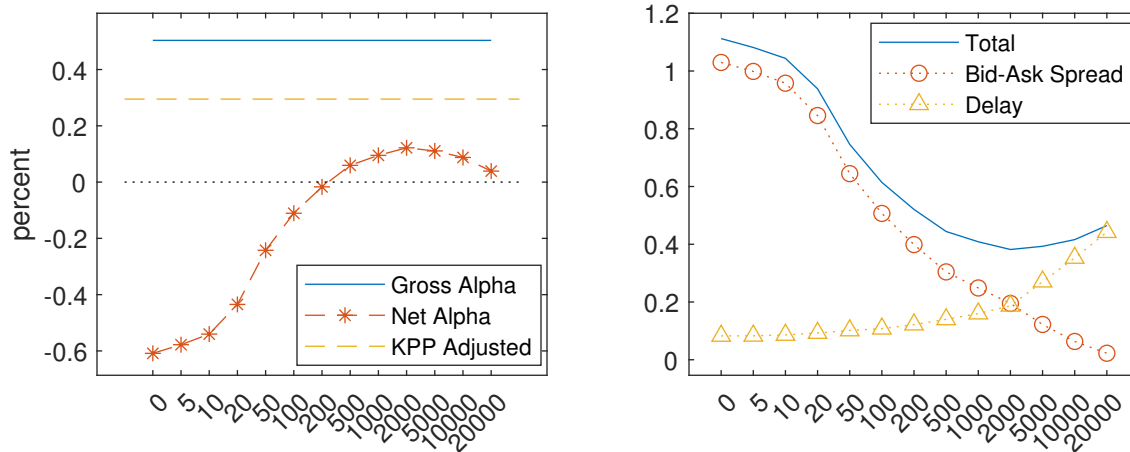 percent
0.4
0.2
0
-0.2
-0.4
-0.6
Gross Alpha
Net Alpha
KPP Adjusted
0 5 10 20 50 100 200 500 1000 2000 5000 10000 20000
1.2
1
0.8
0.6
0.4
0.2
0
Total
Bid-Ask Spread
Delay
0 5 10 20 50 100 200 500 1000 2000 5000 10000 20000